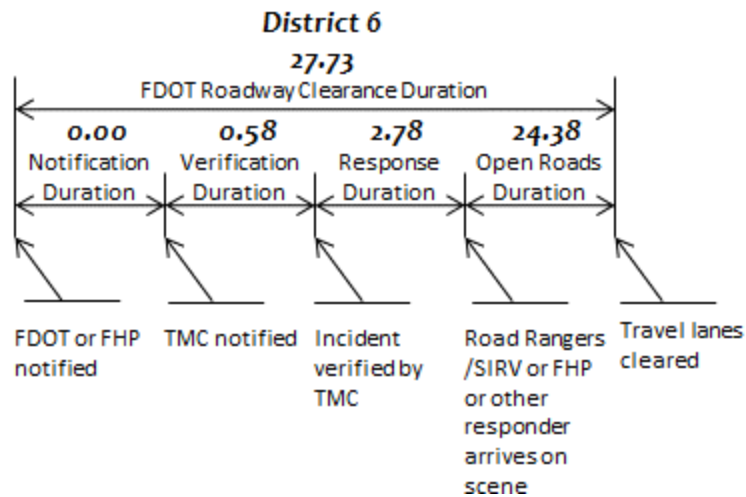 District 6
27.73
FDOT Roadway Clearance Duration
0.00 0.58 2.78 24.38
Notification Verification Response Open Roads
Duration Duration Duration Duration
FDOT or FHP
notified
TMC notified
Incident
verified by
TMC
Road Rangers
/SIRV or FHP
or other
responder
arrives on
scene
Travel lanes
cleared